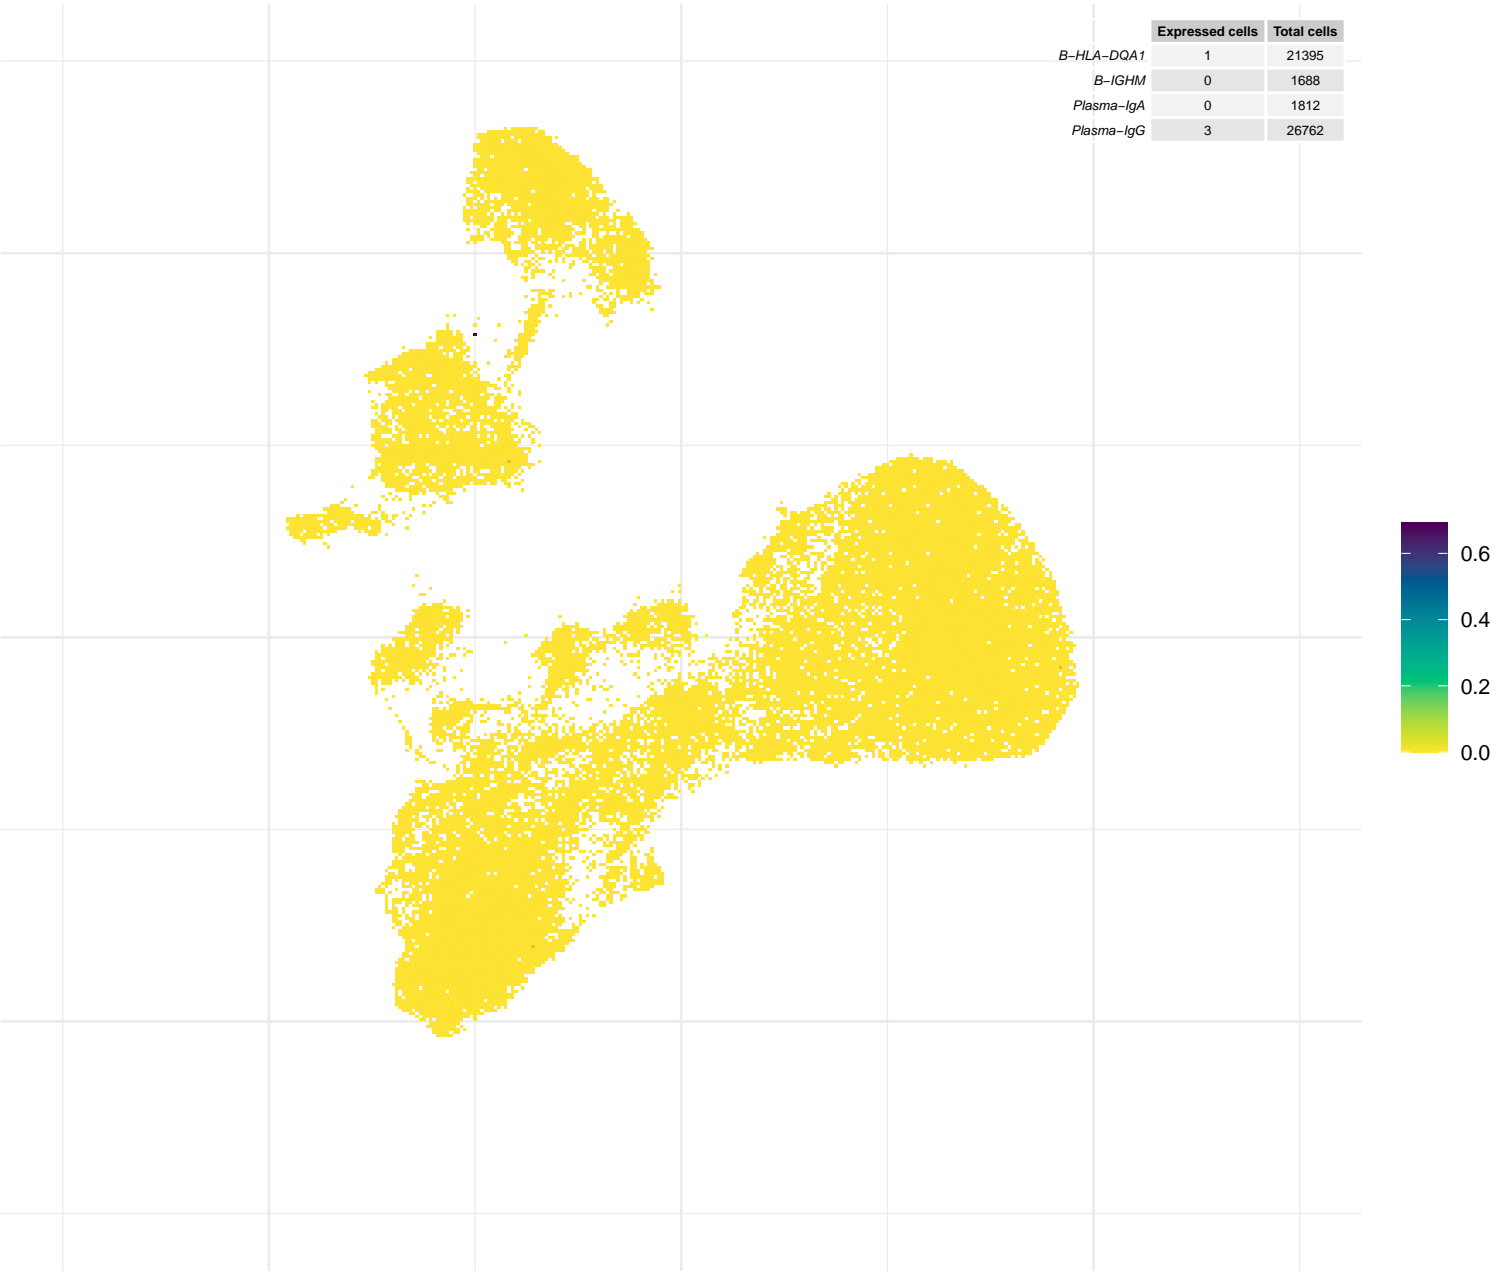 Expressed cells Total cells
B−HLA−DQA1 1 21395
B−IGHM 0 1688
Plasma−IgA 0 1812
Plasma−IgG 3 26762
0.6
0.4
0.2
0.0